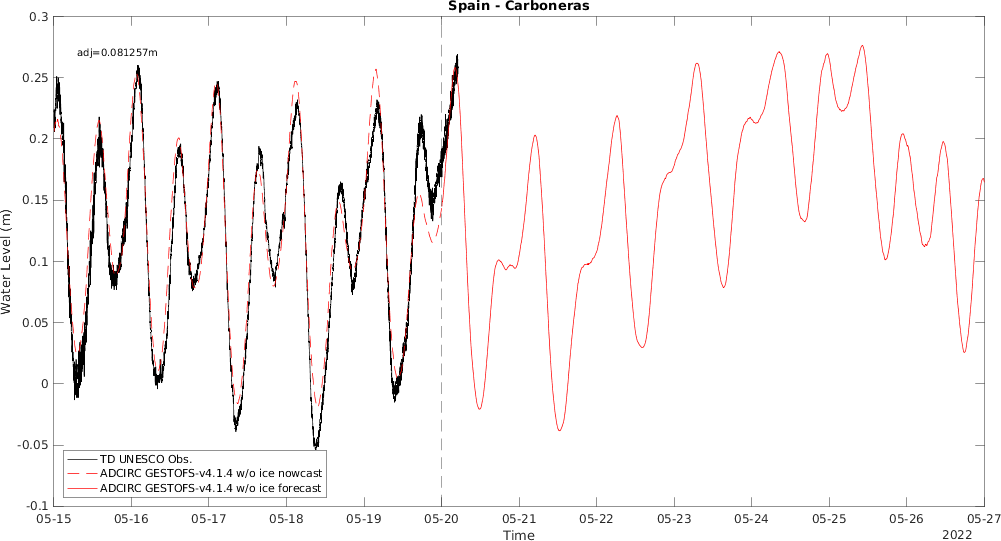 Spain - Carboneras
adj=0.081257m
Water Level (m)
0.3
0.25
0.2
0.15
0.1
0.05
0
-0.05
-0.1
TD UNESCO Obs.
ADCIRC GESTOFS-v4.1.4 w/o ice nowcast
ADCIRC GESTOFS-v4.1.4 w/o ice forecast
05-15 05-16 05-17 05-18 05-19 05-20 05-21 05-22 05-23 05-24 05-25 05-26 05-27
Time
2022